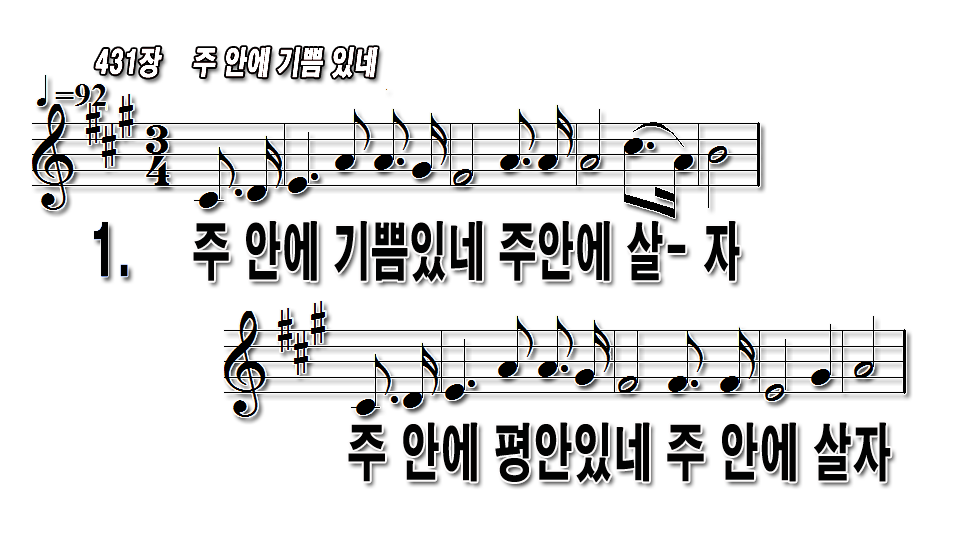 431장 주 안에 기쁨 있네
♩=92
3
4
1. 주 안에 기쁨있네 주안에 살- 자
주 안에 평안있네 주 안에 살자